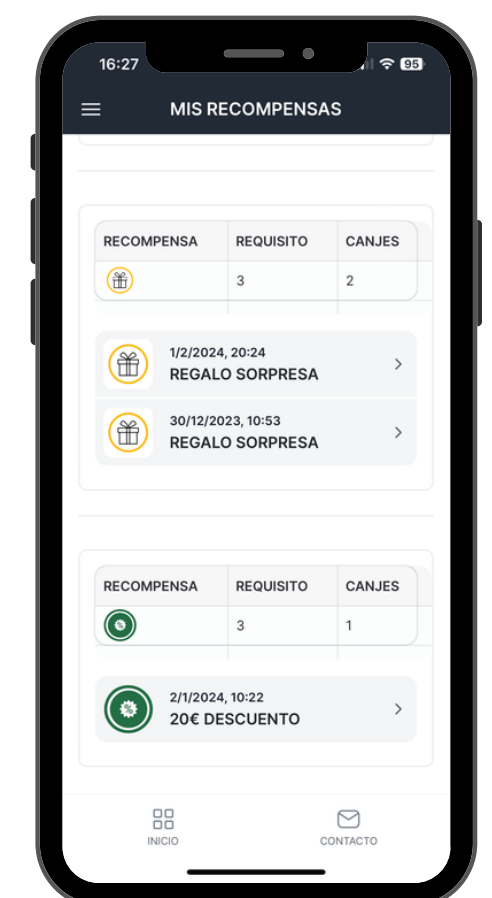 16:27 95
MIS RECOMPENSAS
RECOMPENSA REQUISITO CANJES
3 2
1/2/2024, 20:24
REGALO SORPRESA
30/12/2023, 10:53
REGALO SORPRESA
RECOMPENSA REQUISITO CANJES
% 3 1
2/1/2024, 10:22
% 20€ DESCUENTO
INICIO CONTACTO